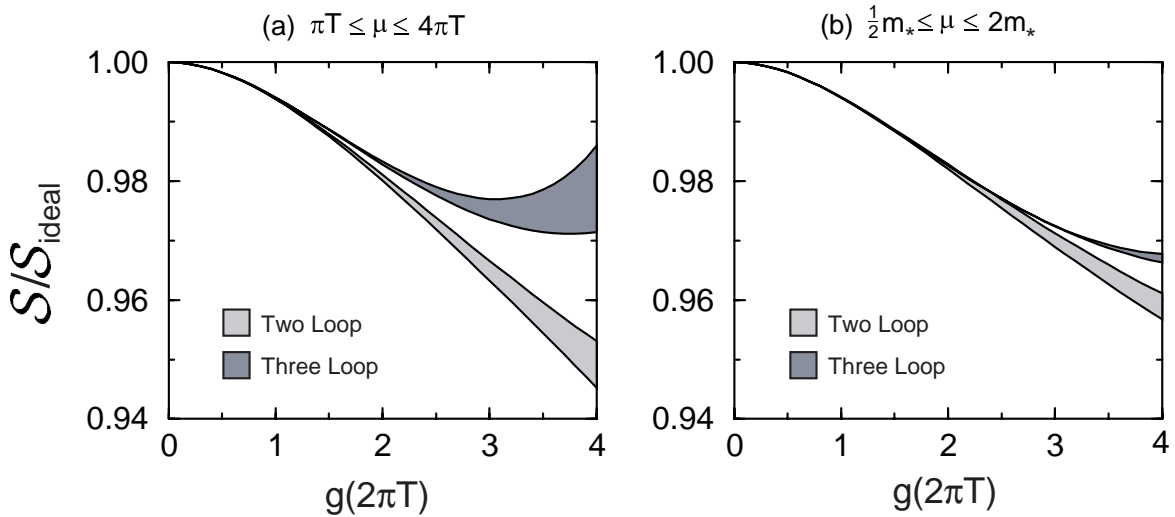 (a) πT ≤ μ ≤ 4πT
(b) ½m* ≤ μ ≤ 2m*
S/S_ideal
1.00
0.98
0.96
0.94
Two Loop
Three Loop
0 1 2 3 4
g(2πT)
1.00
0.98
0.96
0.94
Two Loop
Three Loop
0 1 2 3 4
g(2πT)